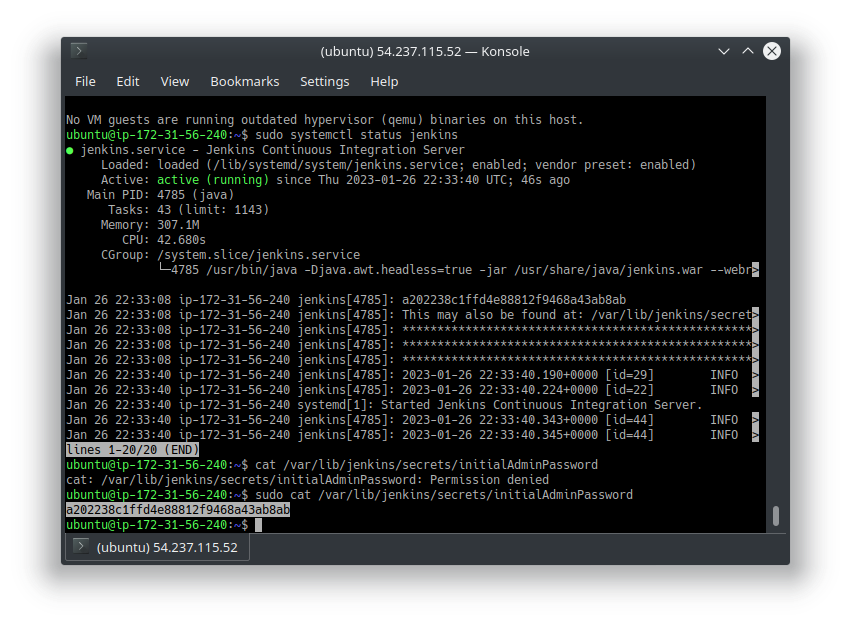 (ubuntu) 54.237.115.52 — Konsole
File Edit View Bookmarks Settings Help
No VM guests are running outdated hypervisor (qemu) binaries on this host.
ubuntu@ip-172-31-56-240:~$ sudo systemctl status jenkins
● jenkins.service - Jenkins Continuous Integration Server
     Loaded: loaded (/lib/systemd/system/jenkins.service; enabled; vendor preset: enabled)
     Active: active (running) since Thu 2023-01-26 22:33:40 UTC; 46s ago
   Main PID: 4785 (java)
      Tasks: 43 (limit: 1143)
     Memory: 307.1M
        CPU: 42.680s
     CGroup: /system.slice/jenkins.service
             └─4785 /usr/bin/java -Djava.awt.headless=true -jar /usr/share/java/jenkins.war --webr>
Jan 26 22:33:08 ip-172-31-56-240 jenkins[4785]: a202238c1ffd4e88812f9468a43ab8ab
Jan 26 22:33:08 ip-172-31-56-240 jenkins[4785]: This may also be found at: /var/lib/jenkins/secret>
Jan 26 22:33:08 ip-172-31-56-240 jenkins[4785]: **************************************************>
Jan 26 22:33:08 ip-172-31-56-240 jenkins[4785]: **************************************************>
Jan 26 22:33:08 ip-172-31-56-240 jenkins[4785]: **************************************************>
Jan 26 22:33:40 ip-172-31-56-240 jenkins[4785]: 2023-01-26 22:33:40.190+0000 [id=29]        INFO  >
Jan 26 22:33:40 ip-172-31-56-240 jenkins[4785]: 2023-01-26 22:33:40.224+0000 [id=22]        INFO  >
Jan 26 22:33:40 ip-172-31-56-240 systemd[1]: Started Jenkins Continuous Integration Server.
Jan 26 22:33:40 ip-172-31-56-240 jenkins[4785]: 2023-01-26 22:33:40.343+0000 [id=44]        INFO  >
Jan 26 22:33:40 ip-172-31-56-240 jenkins[4785]: 2023-01-26 22:33:40.345+0000 [id=44]        INFO  >
lines 1-20/20 (END)
ubuntu@ip-172-31-56-240:~$ cat /var/lib/jenkins/secrets/initialAdminPassword
cat: /var/lib/jenkins/secrets/initialAdminPassword: Permission denied
ubuntu@ip-172-31-56-240:~$ sudo cat /var/lib/jenkins/secrets/initialAdminPassword
a202238c1ffd4e88812f9468a43ab8ab
ubuntu@ip-172-31-56-240:~$
(ubuntu) 54.237.115.52